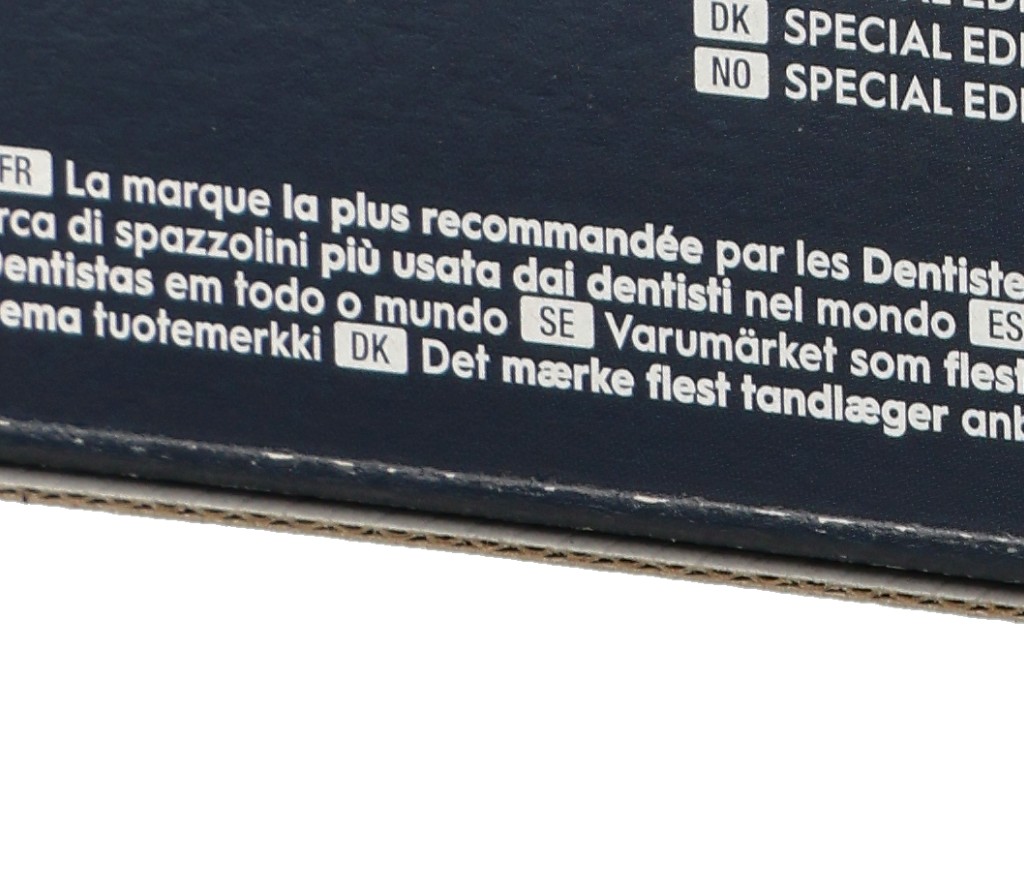 DK SPECIAL EDI
NO SPECIAL EDI
FR La marque la plus recommandée par les Dentiste
rca di spazzolini più usata dai dentisti nel mondo ES
Dentistas em todo o mundo SE Varumärket som flest
ema tuotemerkki DK Det mærke flest tandlæger anb